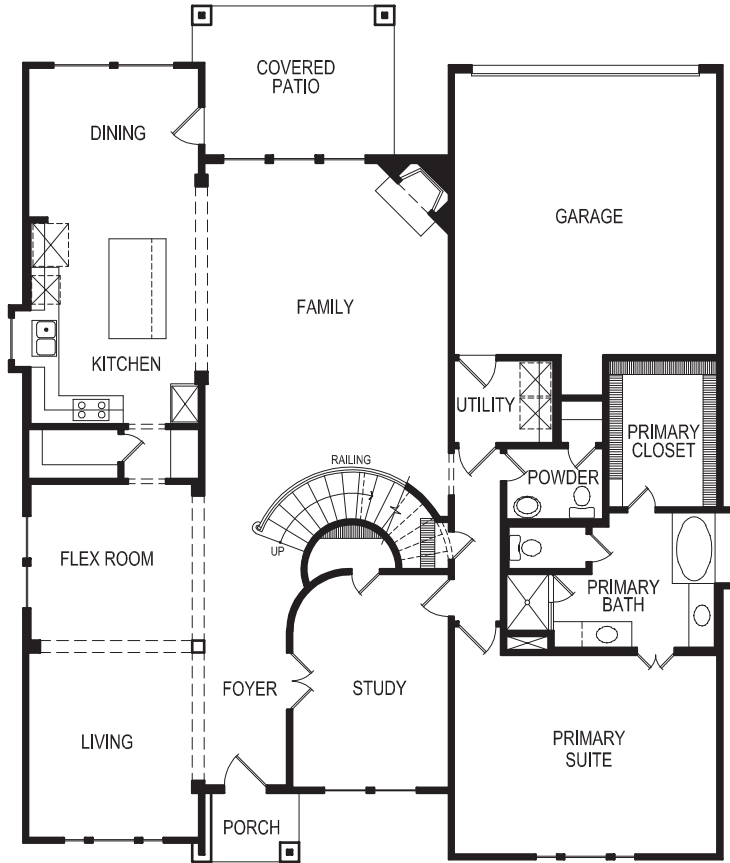 COVERED
PATIO
DINING
GARAGE
FAMILY
KITCHEN
UTILITY
PRIMARY
CLOSET
RAILING
POWDER
UP
FLEX ROOM
PRIMARY
BATH
FOYER
STUDY
LIVING
PRIMARY
SUITE
PORCH